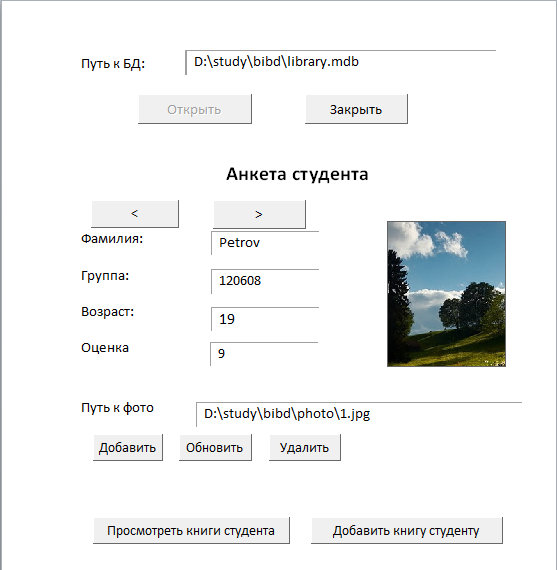 Путь к БД: D:\study\bibd\library.mdb
Открыть Закрыть
Анкета студента
< >
Фамилия: Petrov
Группа: 120608
Возраст: 19
Оценка 9
Путь к фото D:\study\bibd\photo\1.jpg
Добавить Обновить Удалить
Просмотреть книги студента Добавить книгу студенту